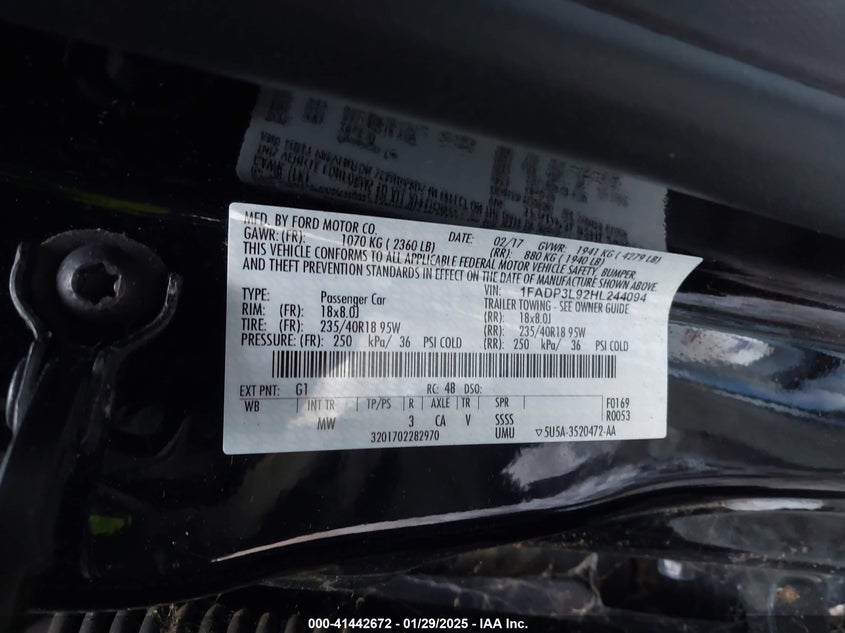 MFD. BY FORD MOTOR CO. DATE: 02/17 GVWR: 1941 KG ( 4279 LB)
GAWR: (FR): 1070 KG ( 2360 LB) (RR): 880 KG ( 1940 LB)
THIS VEHICLE CONFORMS TO ALL APPLICABLE FEDERAL MOTOR VEHICLE SAFETY, BUMPER
AND THEFT PREVENTION STANDARDS IN EFFECT ON THE DATE OF MANUFACTURE SHOWN ABOVE.
VIN: 1FADP3L92HL244094
TYPE: Passenger Car TRAILER TOWING - SEE OWNER GUIDE
RIM: (FR): 18x8.0J (RR): 18x8.0J
TIRE: (FR): 235/40R18 95W (RR): 235/40R18 95W
PRESSURE: (FR): 250 kPa/ 36 PSI COLD (RR): 250 kPa/ 36 PSI COLD
EXT PNT: G1 RC: 48 DSO: F0169
WB INT TR TP/PS R AXLE TR SPR R0053
MW 3 CA V SSSS
3201702282970 UMU ▽5U5A-3520472-AA
000-41442672 — 01/29/2025 — IAA Inc.